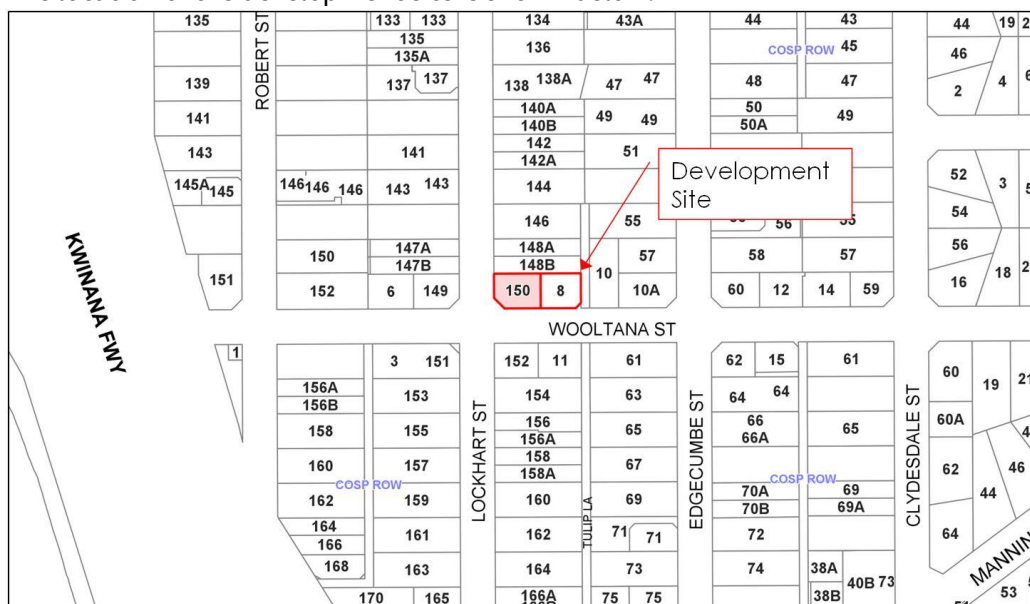 135 133 133 134 43A 44 43 44 19 2
135 136 COSP ROW 45 46
135A
139 137 137 138 138A 47 47 48 47 2 4 6
141 140A 49 49 50 49
140B 50A
143 141 142 51
142A
145A 145 146 146 146 143 143 144 52 3 5
Development
Site
146 55 56 55 54
150 147A 148A 57 58 57 56
151 147B 148B 10 16 18 2
152 6 149 150 8 10A 60 12 14 59
ROBERT ST
KWINANA FWY
WOOLTANA ST
1 3 151 152 11 61 62 15 61 60 19 21
156A 153 154 63 64 64
156B 60A 4
158 155 156 65 66 65
156A 66A
160 157 158 67 62 46
158A
COSP ROW COSP ROW
162 159 160 69 70A 69 44
70B 69A
164 161 162 71 71 72 64
166
168 163 164 73 74 38A 40B 73
38B
170 165 166A 75 75 53
LOCKHART ST
TULIP LA
EDGECUMBE ST
CLYDESDALE ST
MANNIN